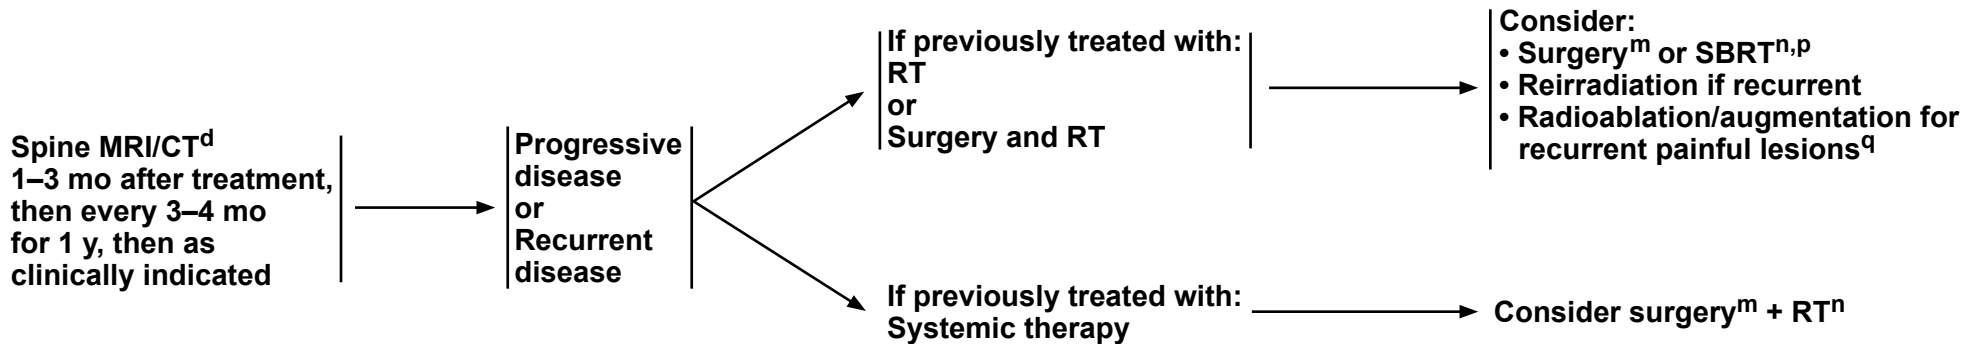 Spine MRI/CTᵈ
1–3 mo after treatment,
then every 3–4 mo
for 1 y, then as
clinically indicated
Progressive
disease
or
Recurrent
disease
If previously treated with:
RT
or
Surgery and RT
Consider:
• Surgeryᵐ or SBRTⁿ,ᵖ
• Reirradiation if recurrent
• Radioablation/augmentation for
recurrent painful lesions^q
If previously treated with:
Systemic therapy
Consider surgeryᵐ + RTⁿ